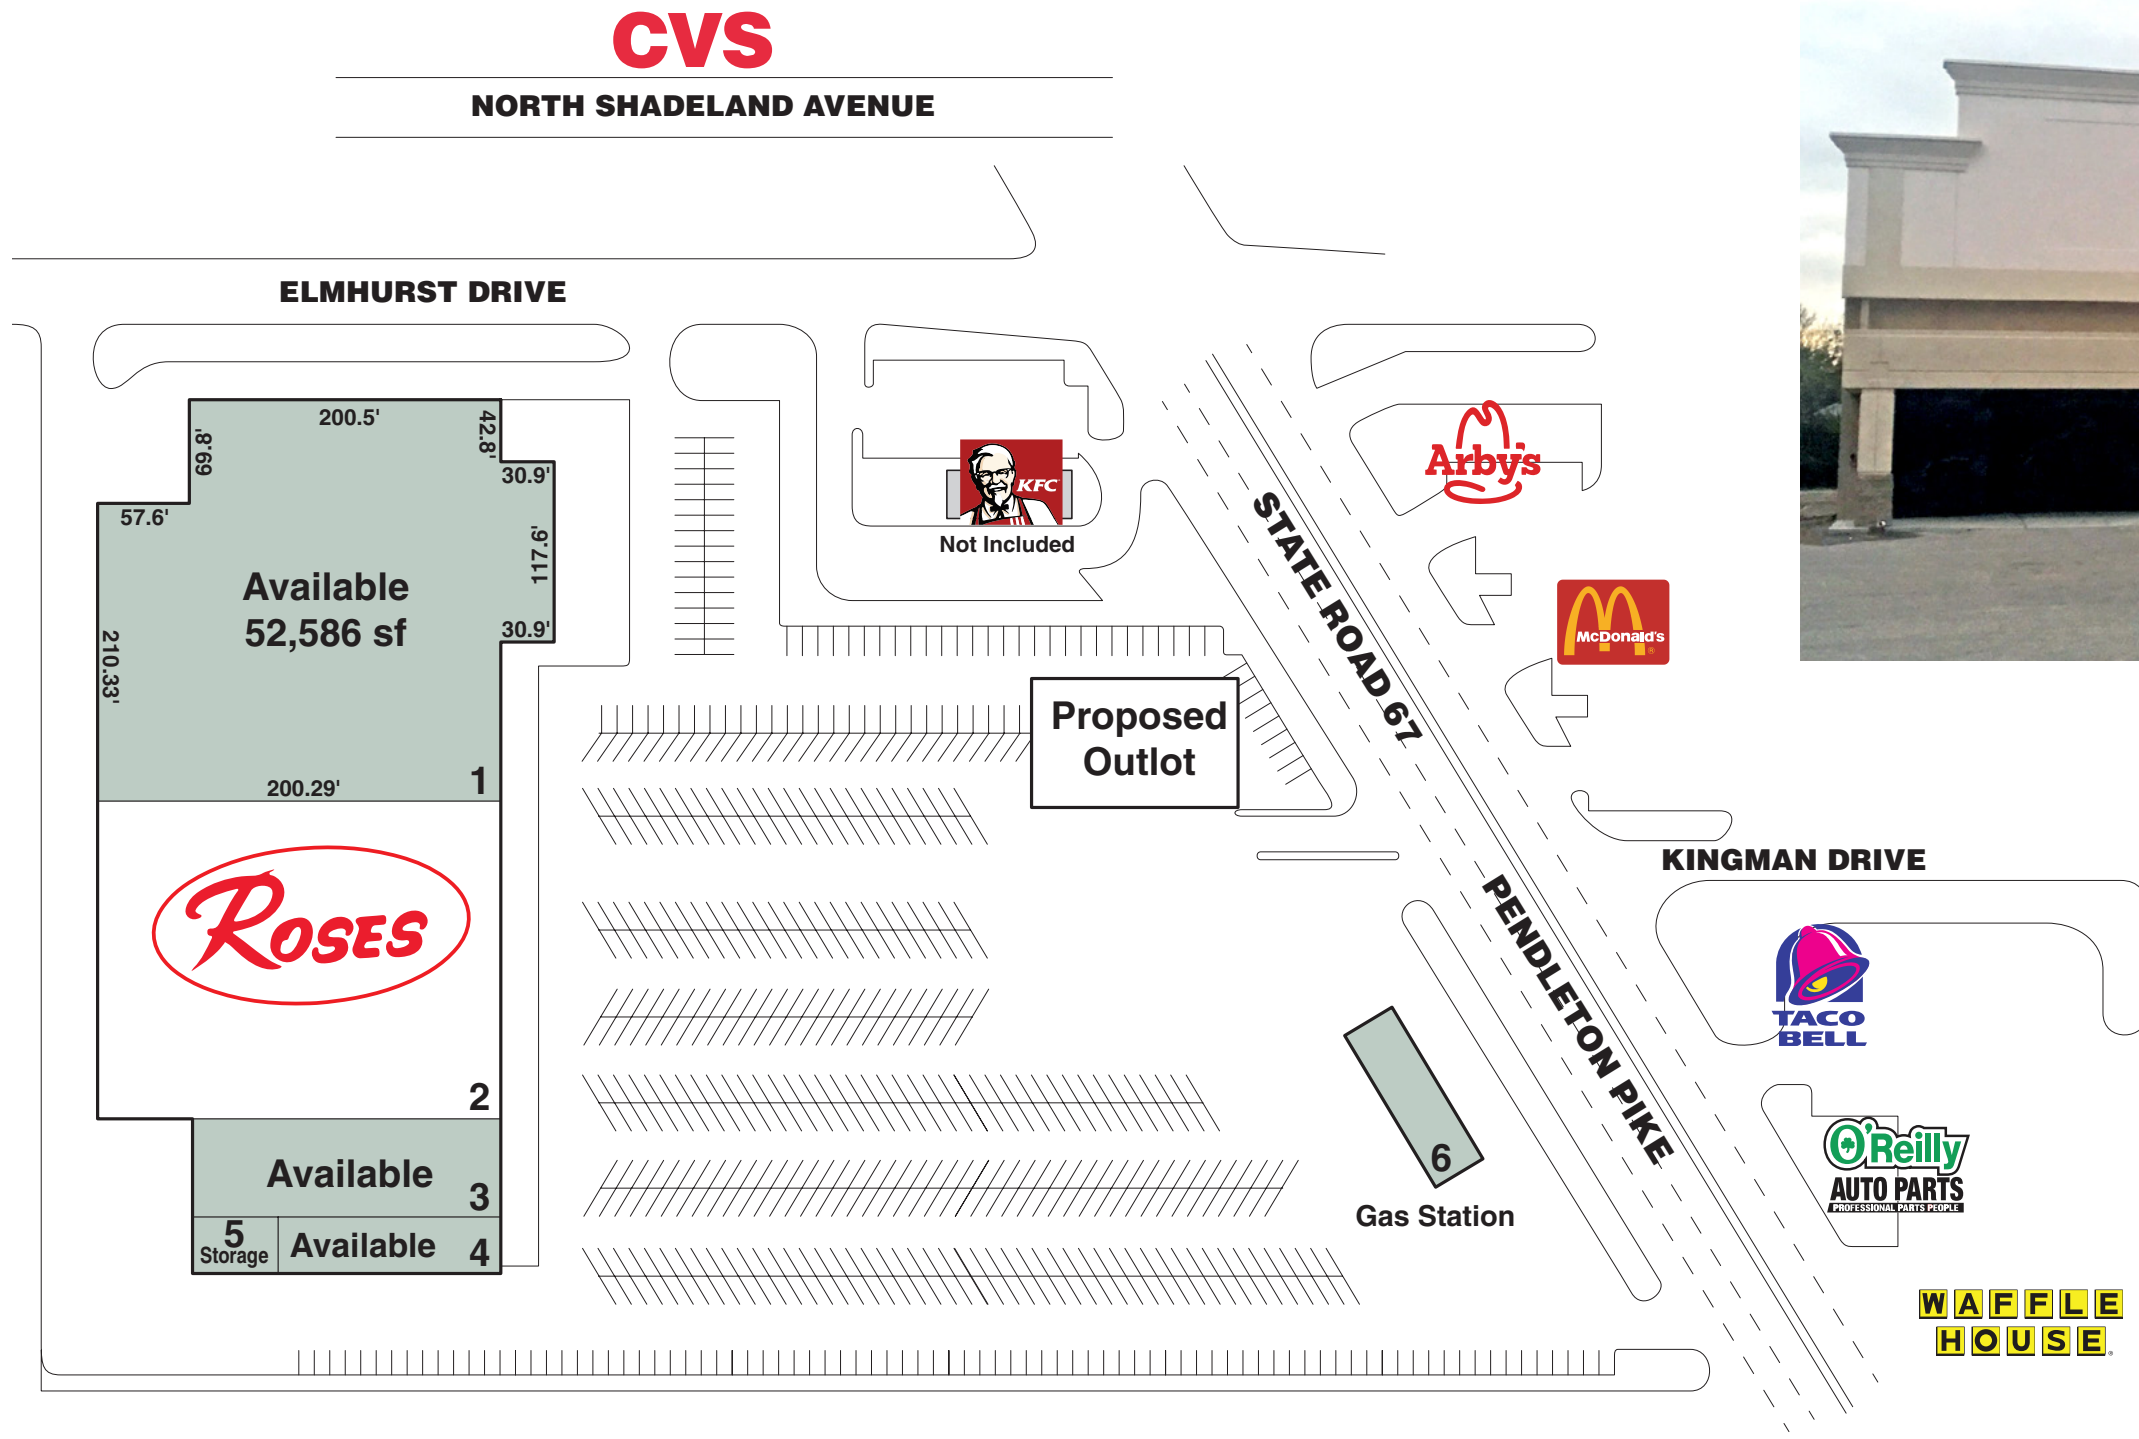 CVS
NORTH SHADELAND AVENUE
ELMHURST DRIVE
200.5'
42.8'
69.8'
30.9'
57.6'
117.6'
Available
52,586 sf
30.9'
210.33'
200.29'
1
ROSES
2
Available
3
5
Storage
Available
4
KFC
Not Included
Proposed
Outlot
STATE ROAD 67
PENDLETON PIKE
6
Gas Station
Arby's
McDonald's
®
KINGMAN DRIVE
TACO
BELL
O'Reilly
AUTO PARTS
PROFESSIONAL PARTS PEOPLE
WAFFLE
HOUSE